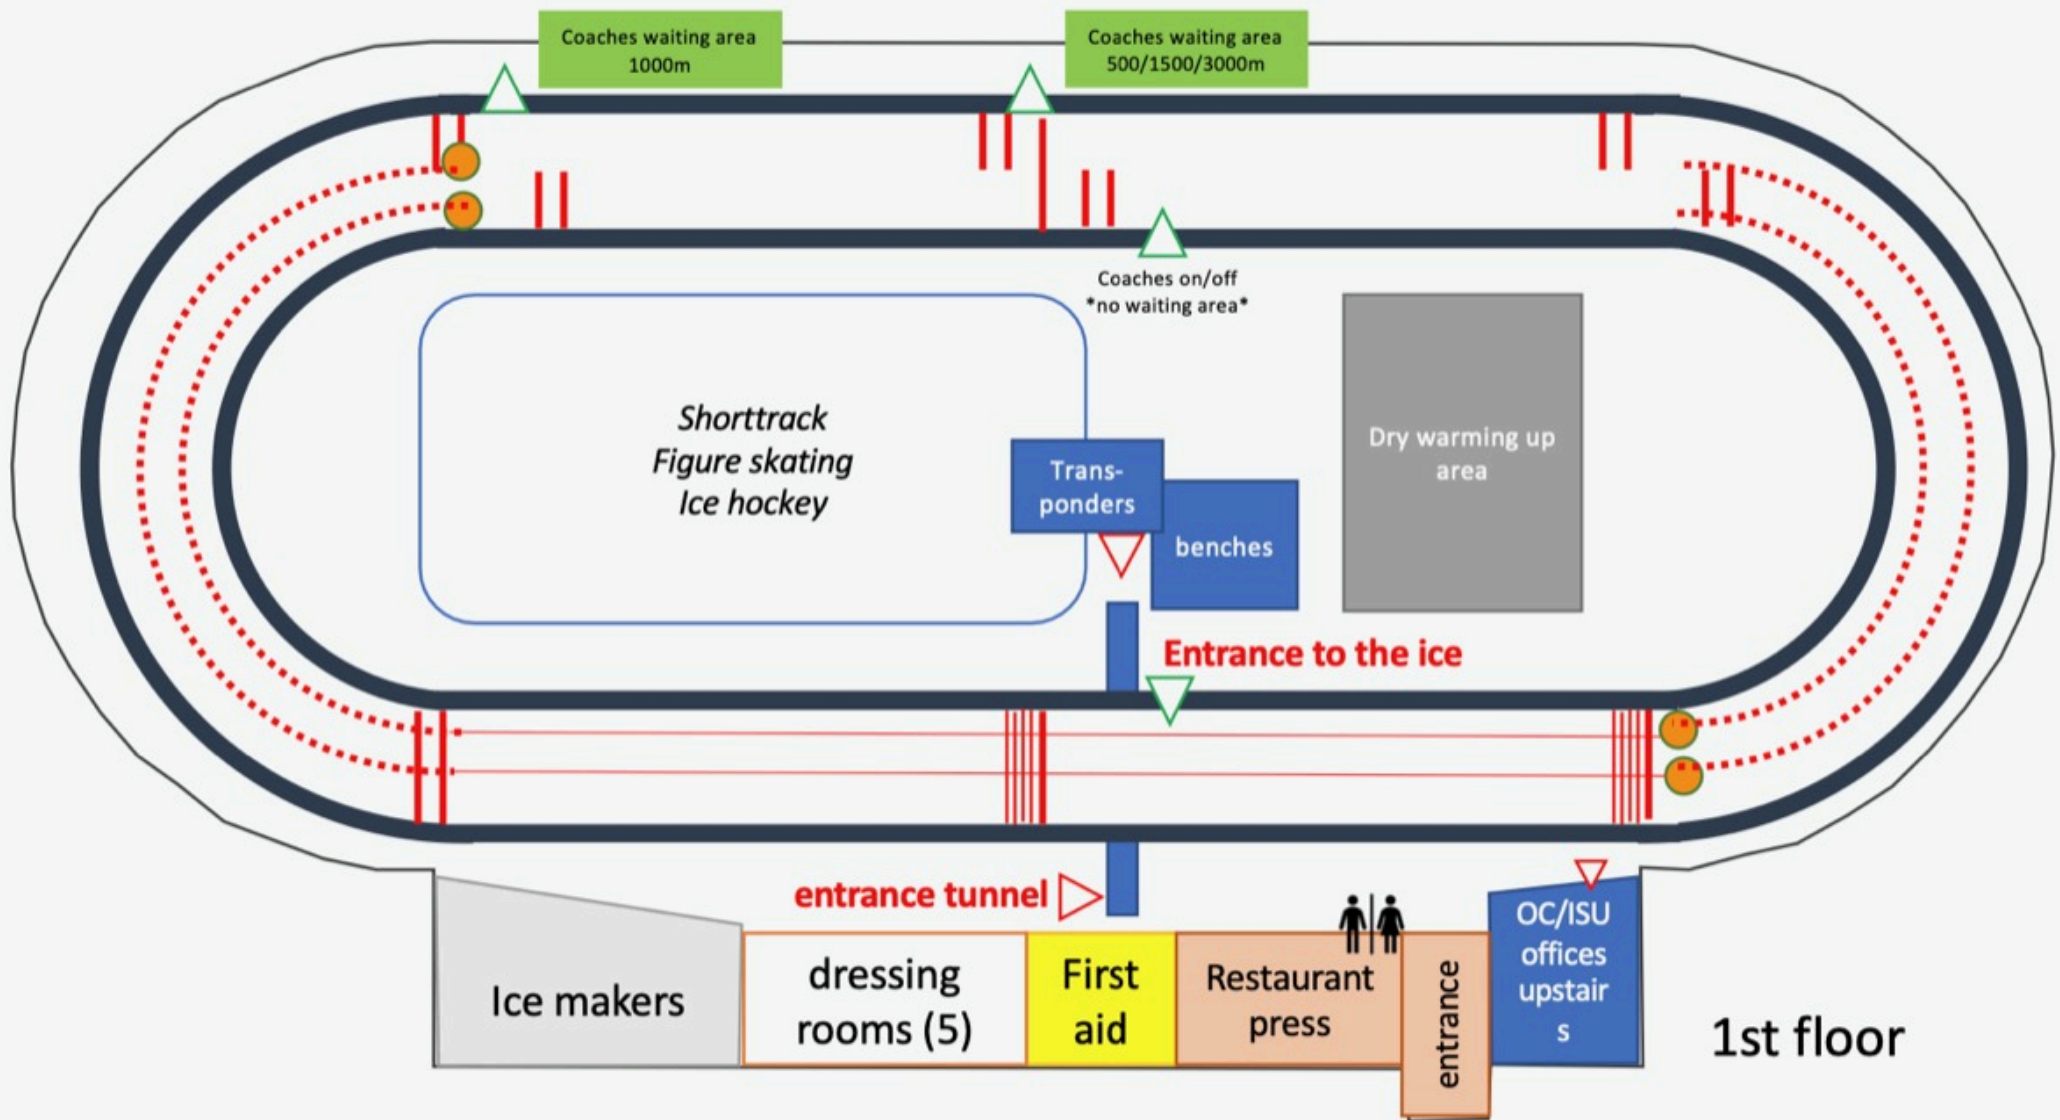 Coaches waiting area
1000m
Coaches waiting area
500/1500/3000m
Coaches on/off
*no waiting area*
Shorttrack
Figure skating
Ice hockey
Trans-
ponders
benches
Dry warming up
area
Entrance to the ice
entrance tunnel
Ice makers
dressing
rooms (5)
First
aid
Restaurant
press
entrance
OC/ISU
offices
upstair
s
1st floor